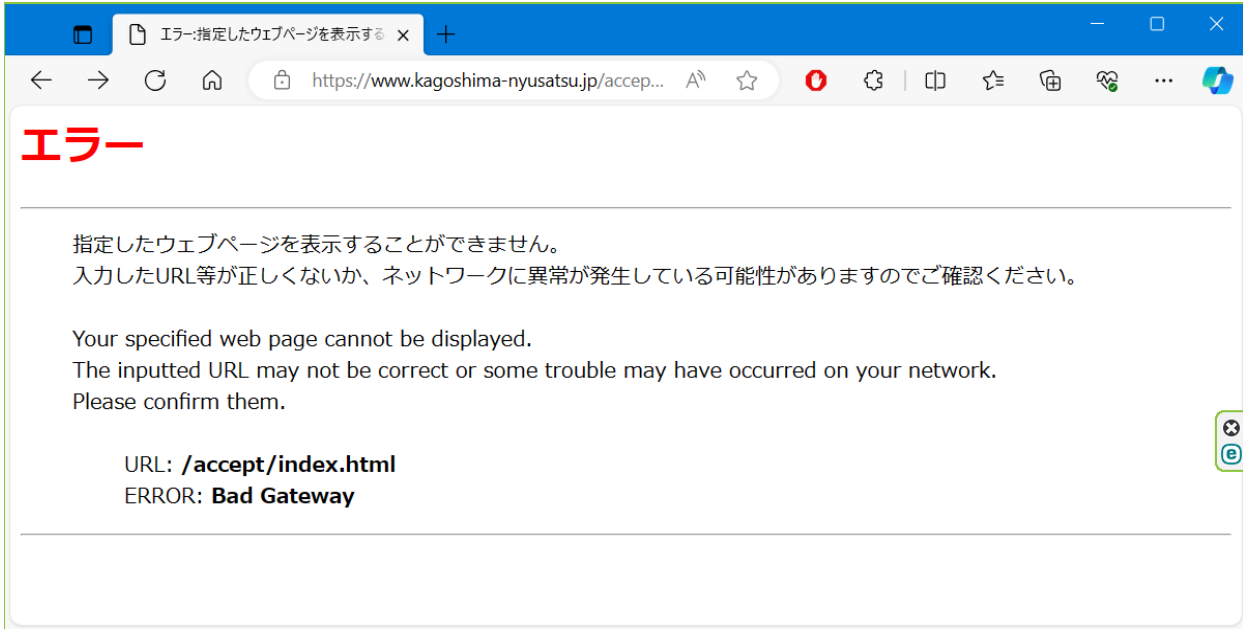 エラー:指定したウェブページを表示する
https://www.kagoshima-nyusatsu.jp/accep...
エラー
指定したウェブページを表示することができません。
入力したURL等が正しくないか、ネットワークに異常が発生している可能性がありますのでご確認ください。
Your specified web page cannot be displayed.
The inputted URL may not be correct or some trouble may have occurred on your network.
Please confirm them.
URL: /accept/index.html
ERROR: Bad Gateway